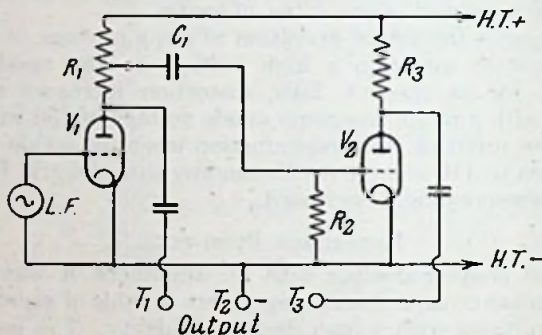 H.T.+
C₁
R₁
R₃
V₁
V₂
L.F.
R₂
H.T.-
T₁ T₂ - T₃
Output